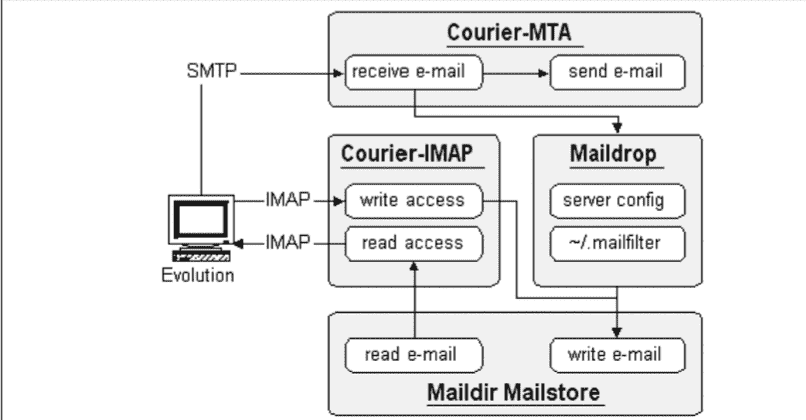 Courier-MTA
SMTP
receive e-mail
send e-mail
Courier-IMAP
Maildrop
IMAP
write access
server config
IMAP
read access
~/.mailfilter
Evolution
read e-mail
write e-mail
Maildir Mailstore